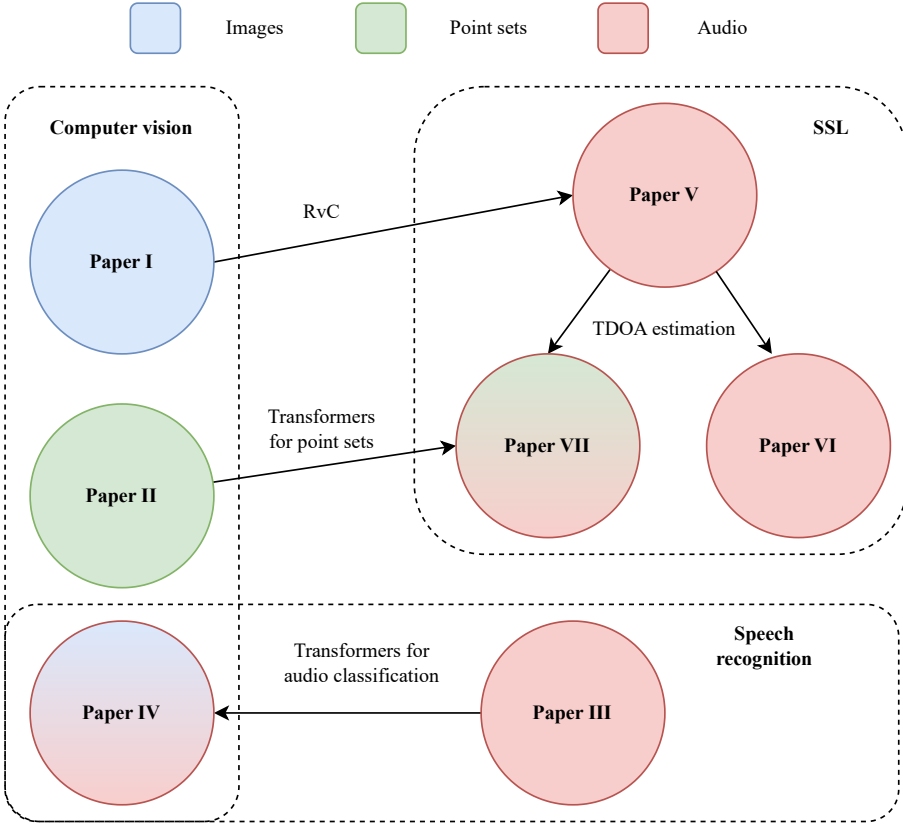 Images
Point sets
Audio
Computer vision
SSL
Paper I
RvC
Paper V
TDOA estimation
Paper II
Transformers
for point sets
Paper VII
Paper VI
Paper IV
Transformers for
audio classification
Paper III
Speech
recognition